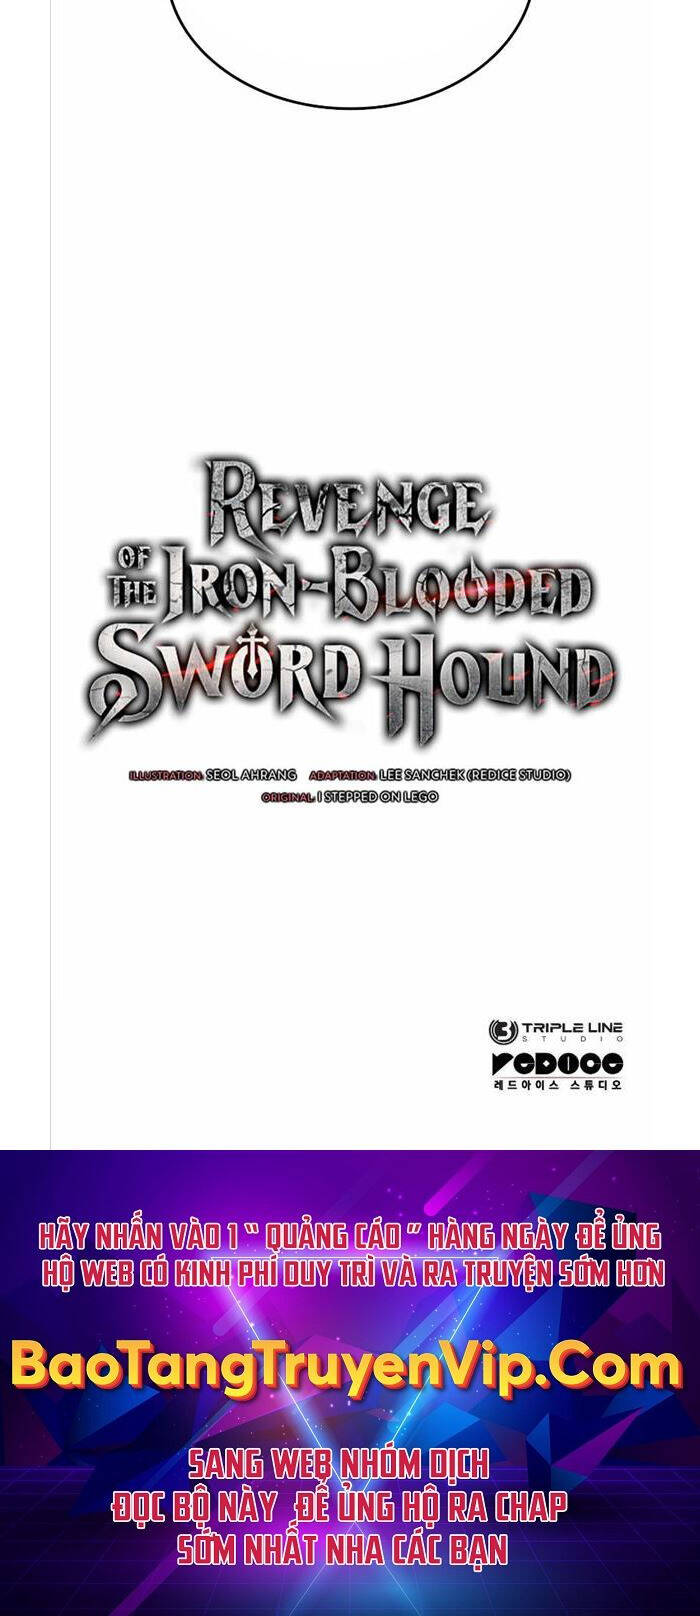 REVENGE
OF THE IRON-BLOODED
SWORD HOUND
ILLUSTRATION: SEOL AHRANG ADAPTATION: LEE SANCHEK (REDICE STUDIO)
ORIGINAL: I STEPPED ON LEGO
3 TRIPLE LINE
STUDIO
REDICE
레드아이스 스튜디오
HÃY NHẤN VÀO 1 “ QUẢNG CÁO ” HÀNG NGÀY ĐỂ ỦNG
HỘ WEB CÓ KINH PHÍ DUY TRÌ VÀ RA TRUYỆN SỚM HƠN
BaoTangTruyenVip.Com
SANG WEB NHÓM DỊCH
ĐỌC BỘ NÀY ĐỂ ỦNG HỘ RA CHAP
SỚM NHẤT NHA CÁC BẠN